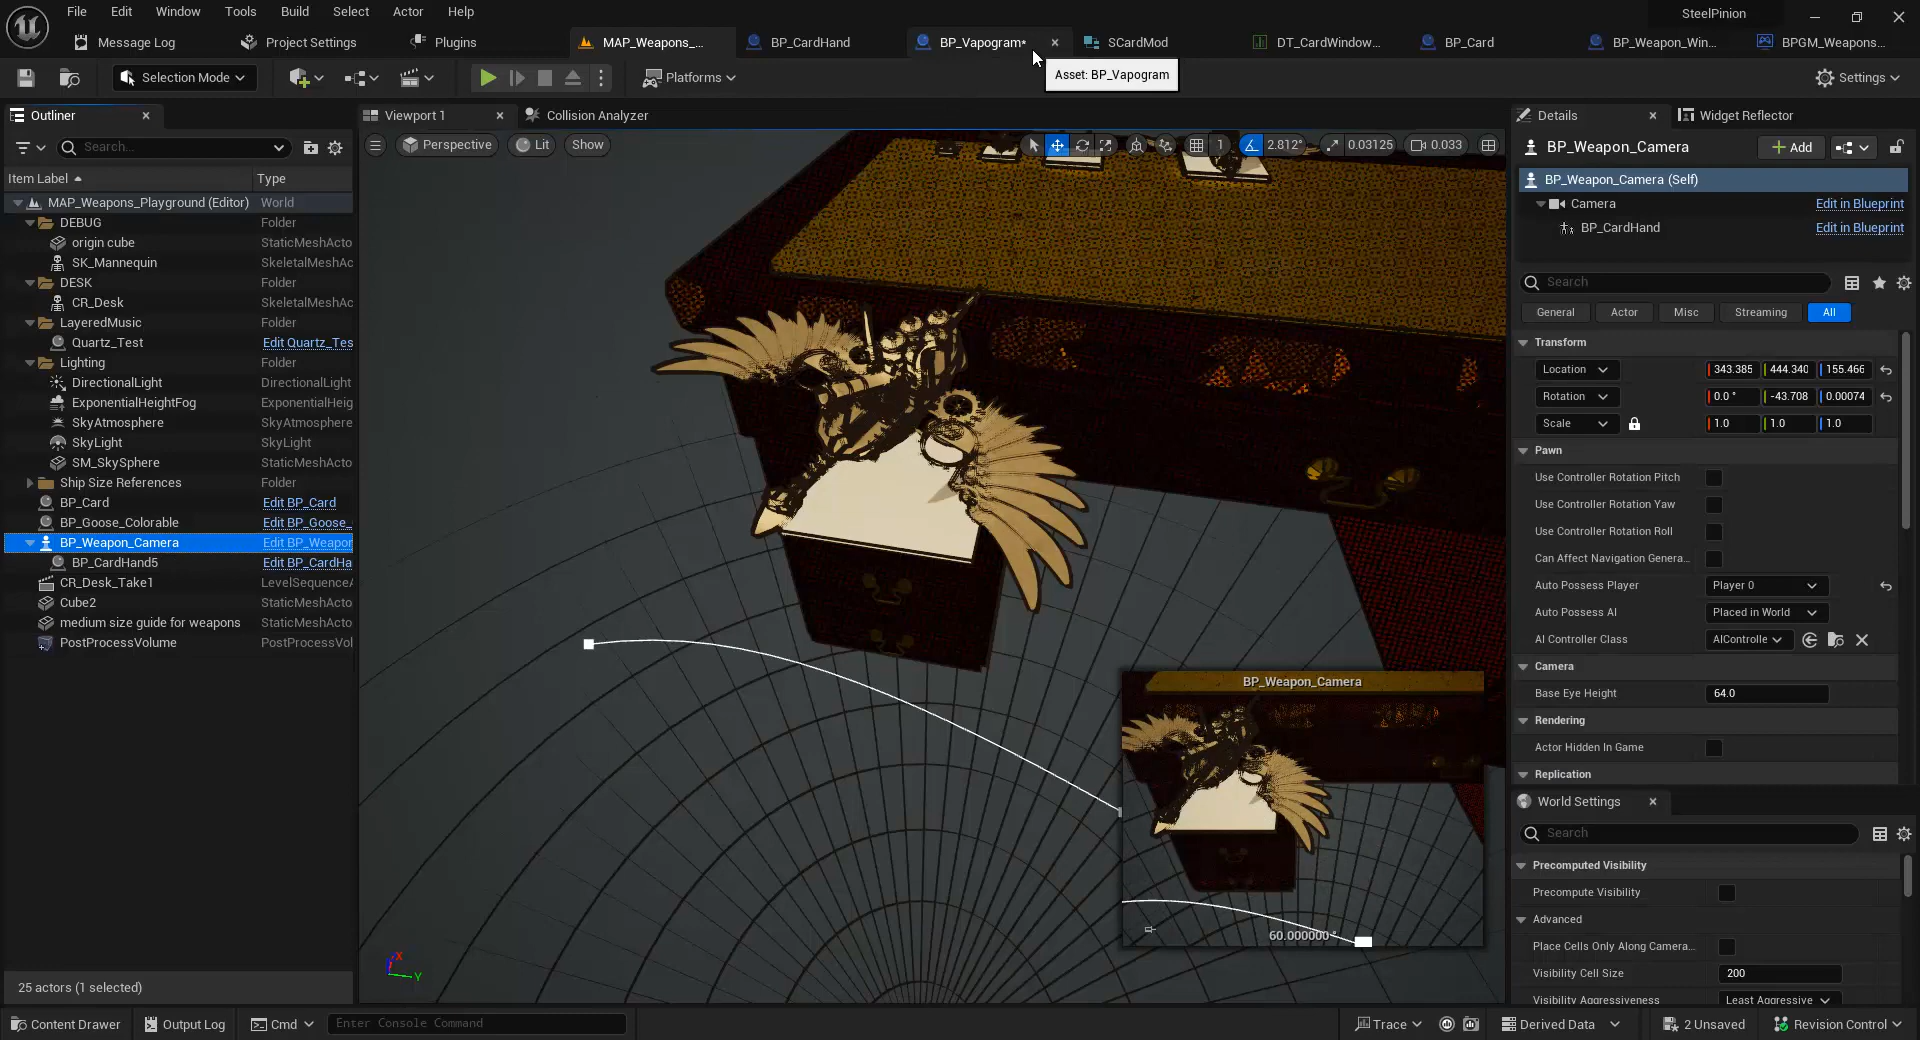 File Edit Window Tools Build Select Actor Help
SteelPinion
Message Log Project Settings Plugins MAP_Weapons_... BP_CardHand BP_Vapogram* SCardMod DT_CardWindow... BP_Card BP_Weapon_Win... BPGM_Weapons...
Selection Mode Platforms Settings
Asset: BP_Vapogram
Outliner
Search...
Item Label Type
MAP_Weapons_Playground (Editor) World
DEBUG Folder
origin cube StaticMeshActo
SK_Mannequin SkeletalMeshAc
DESK Folder
CR_Desk SkeletalMeshAc
LayeredMusic Folder
Quartz_Test Edit Quartz_Tes
Lighting Folder
DirectionalLight DirectionalLight
ExponentialHeightFog ExponentialHeig
SkyAtmosphere SkyAtmosphere
SkyLight SkyLight
SM_SkySphere StaticMeshActo
Ship Size References Folder
BP_Card Edit BP_Card
BP_Goose_Colorable Edit BP_Goose_
BP_Weapon_Camera Edit BP_Weapon
BP_CardHand5 Edit BP_CardHa
CR_Desk_Take1 LevelSequenceA
Cube2 StaticMeshActo
medium size guide for weapons StaticMeshActo
PostProcessVolume PostProcessVol
25 actors (1 selected)
Viewport 1 Collision Analyzer
Perspective Lit Show 1 2.812° 0.03125 0.033
BP_Weapon_Camera
60.000000°
X
Y
Details Widget Reflector
BP_Weapon_Camera Add
BP_Weapon_Camera (Self)
Camera Edit in Blueprint
BP_CardHand Edit in Blueprint
Search
General Actor Misc Streaming All
Transform
Location 343.385 444.340 155.466
Rotation 0.0 ° -43.708 0.00074
Scale 1.0 1.0 1.0
Pawn
Use Controller Rotation Pitch
Use Controller Rotation Yaw
Use Controller Rotation Roll
Can Affect Navigation Genera...
Auto Possess Player Player 0
Auto Possess AI Placed in World
AI Controller Class AIControlle
Camera
Base Eye Height 64.0
Rendering
Actor Hidden In Game
Replication
World Settings
Search
Precomputed Visibility
Precompute Visibility
Advanced
Place Cells Only Along Camera...
Visibility Cell Size 200
Visibility Aggressiveness Least Aggressive
Content Drawer Output Log Cmd Enter Console Command Trace Derived Data 2 Unsaved Revision Control